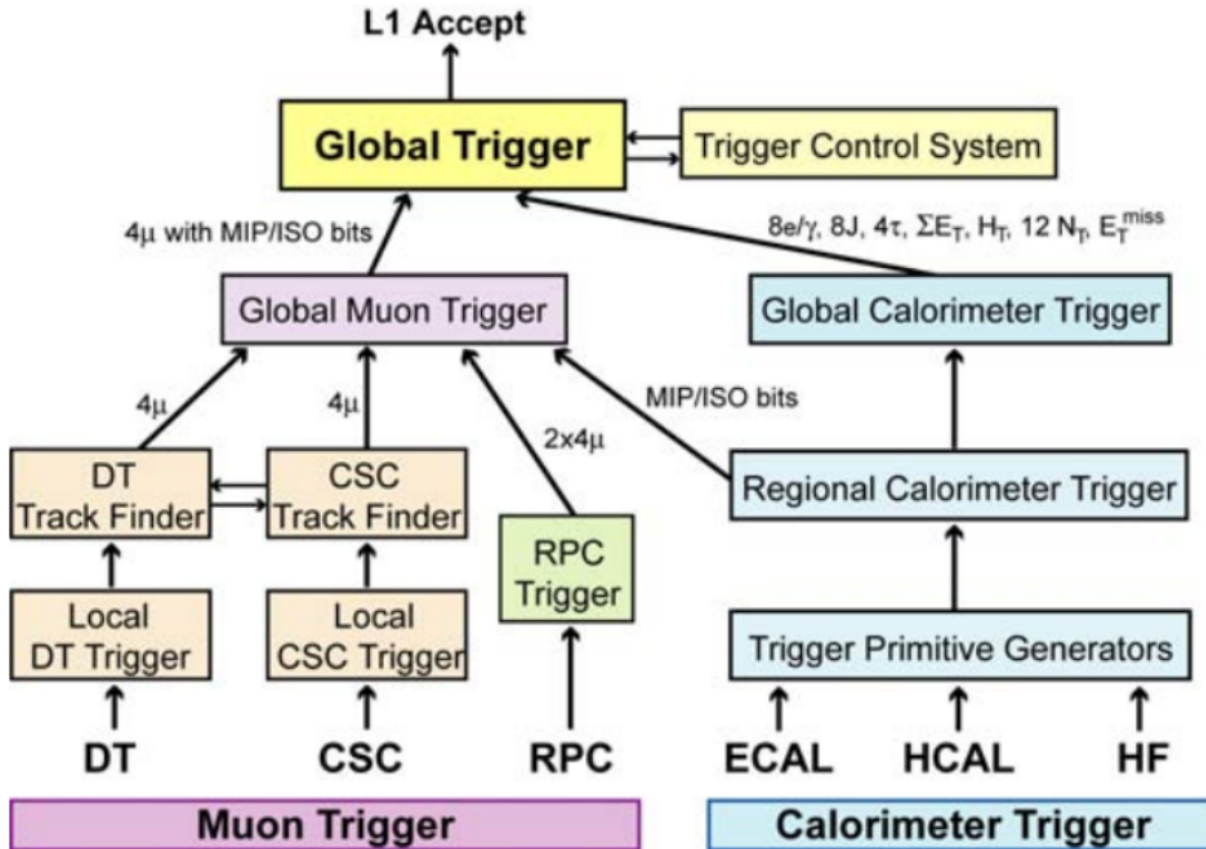 L1 Accept
Global Trigger
Trigger Control System
4μ with MIP/ISO bits
8e/γ, 8J, 4τ, ΣE_T, H_T, 12 N_T, E_T^miss
Global Muon Trigger
Global Calorimeter Trigger
4μ
4μ
2x4μ
MIP/ISO bits
DT
Track Finder
CSC
Track Finder
RPC
Trigger
Regional Calorimeter Trigger
Local
DT Trigger
Local
CSC Trigger
Trigger Primitive Generators
DT
CSC
RPC
ECAL
HCAL
HF
Muon Trigger
Calorimeter Trigger